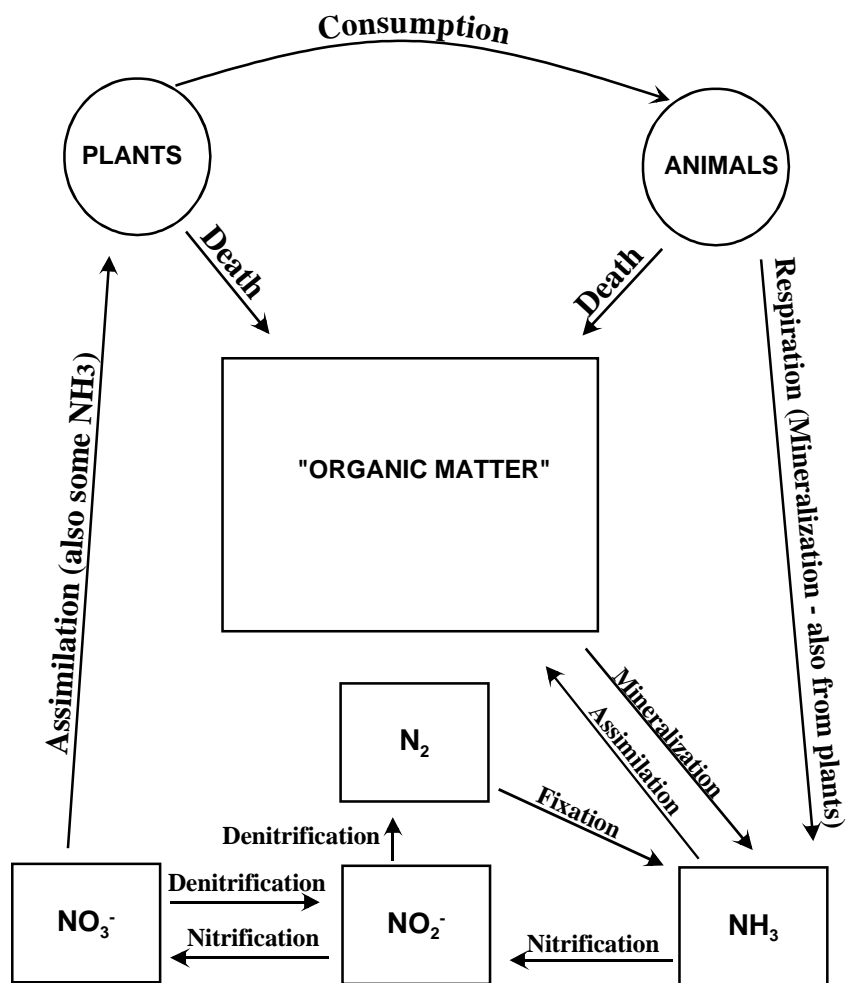 Consumption
PLANTS
ANIMALS
Death
Death
Assimilation (also some NH₃)
Respiration (Mineralization - also from plants)
"ORGANIC MATTER"
Mineralization
Assimilation
N₂
Fixation
Denitrification
NO₃⁻
Denitrification
Nitrification
NO₂⁻
Nitrification
NH₃